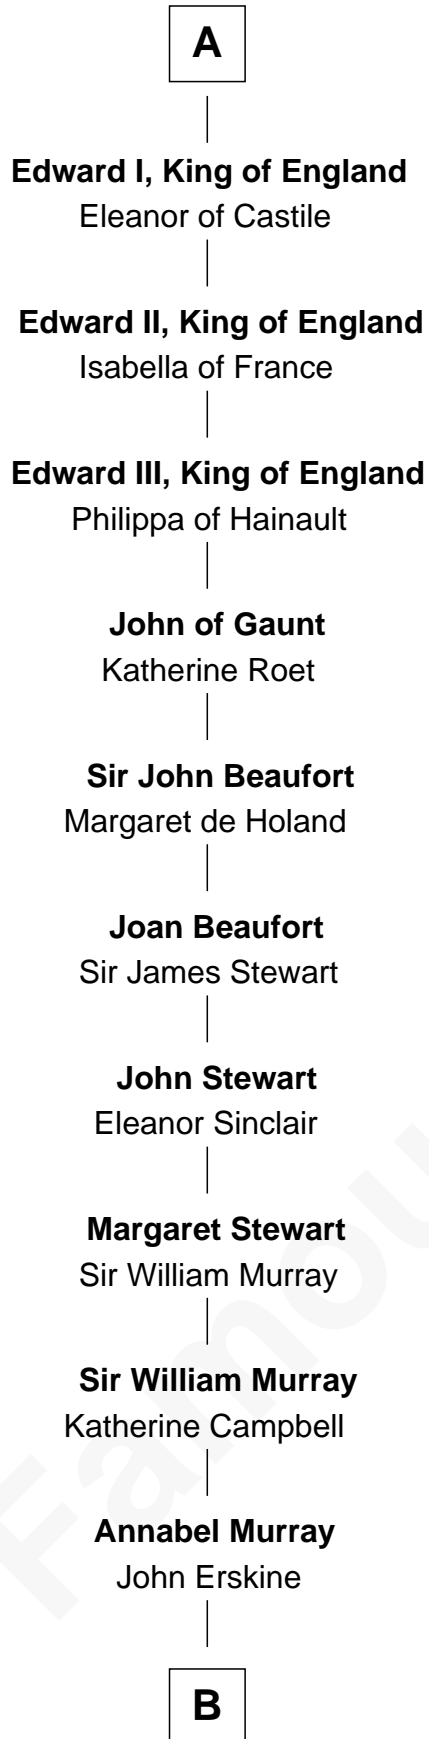 A
Edward I, King of England
Eleanor of Castile
Edward II, King of England
Isabella of France
Edward III, King of England
Philippa of Hainault
John of Gaunt
Katherine Roet
Sir John Beaufort
Margaret de Holand
Joan Beaufort
Sir James Stewart
John Stewart
Eleanor Sinclair
Margaret Stewart
Sir William Murray
Sir William Murray
Katherine Campbell
Annabel Murray
John Erskine
B
Famou